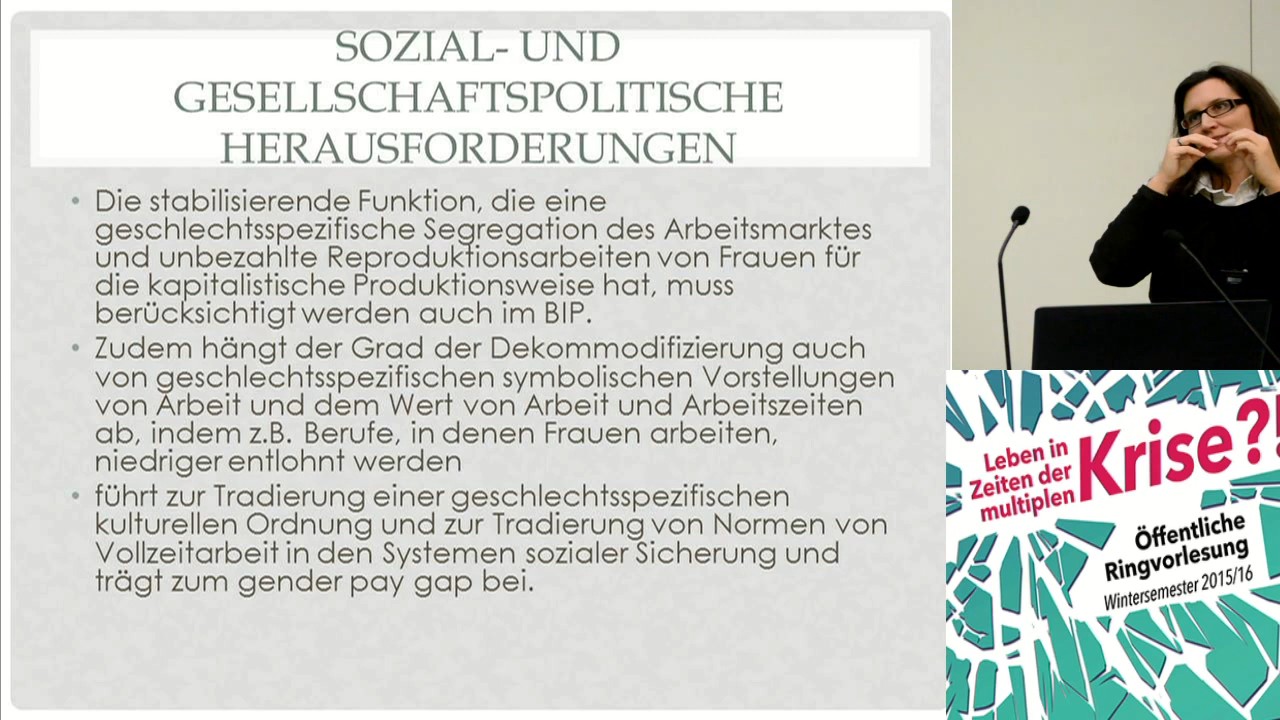 SOZIAL- UND
GESELLSCHAFTSPOLITISCHE
HERAUSFORDERUNGEN
• Die stabilisierende Funktion, die eine
geschlechtsspezifische Segregation des Arbeitsmarktes
und unbezahlte Reproduktionsarbeiten von Frauen für
die kapitalistische Produktionsweise hat, muss
berücksichtigt werden auch im BIP.
• Zudem hängt der Grad der Dekommodifizierung auch
von geschlechtsspezifischen symbolischen Vorstellungen
von Arbeit und dem Wert von Arbeit und Arbeitszeiten
ab, indem z.B. Berufe, in denen Frauen arbeiten,
niedriger entlohnt werden
• führt zur Tradierung einer geschlechtsspezifischen
kulturellen Ordnung und zur Tradierung von Normen von
Vollzeitarbeit in den Systemen sozialer Sicherung und
trägt zum gender pay gap bei.
Leben in
Zeiten der
multiplen
Krise?!
Öffentliche
Ringvorlesung
Wintersemester 2015/16